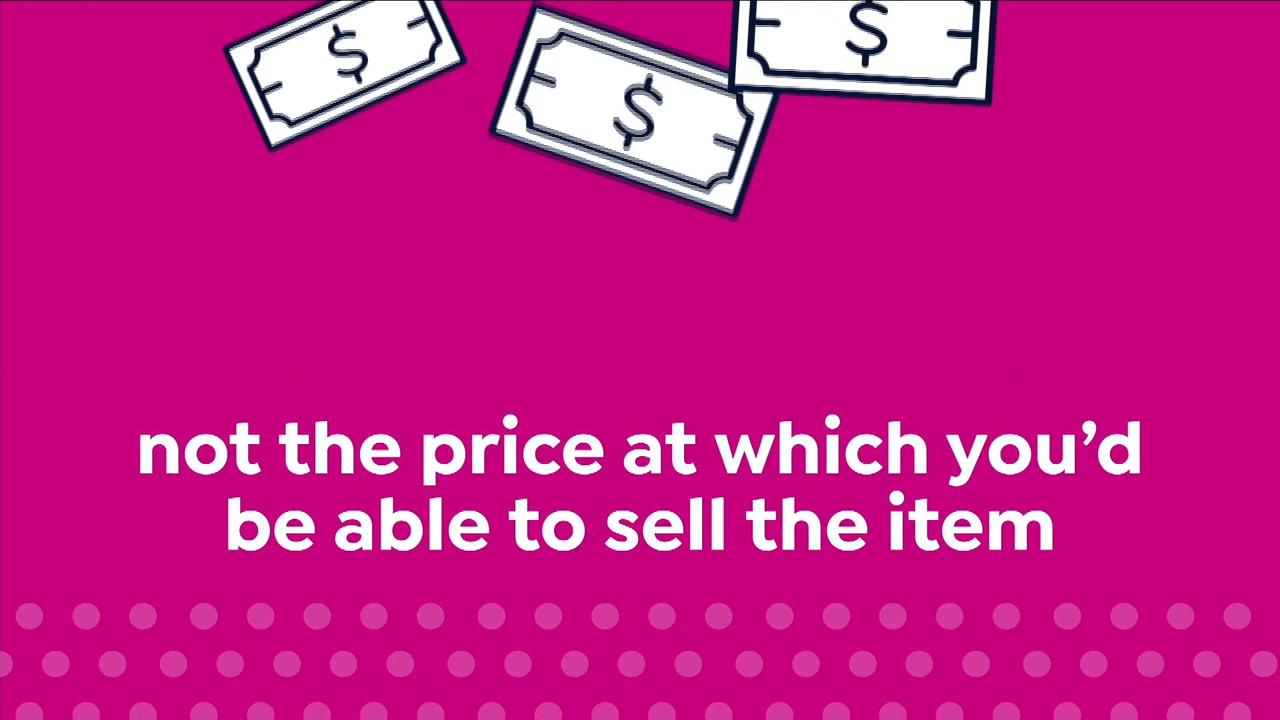 $
$
$
not the price at which you’d
be able to sell the item